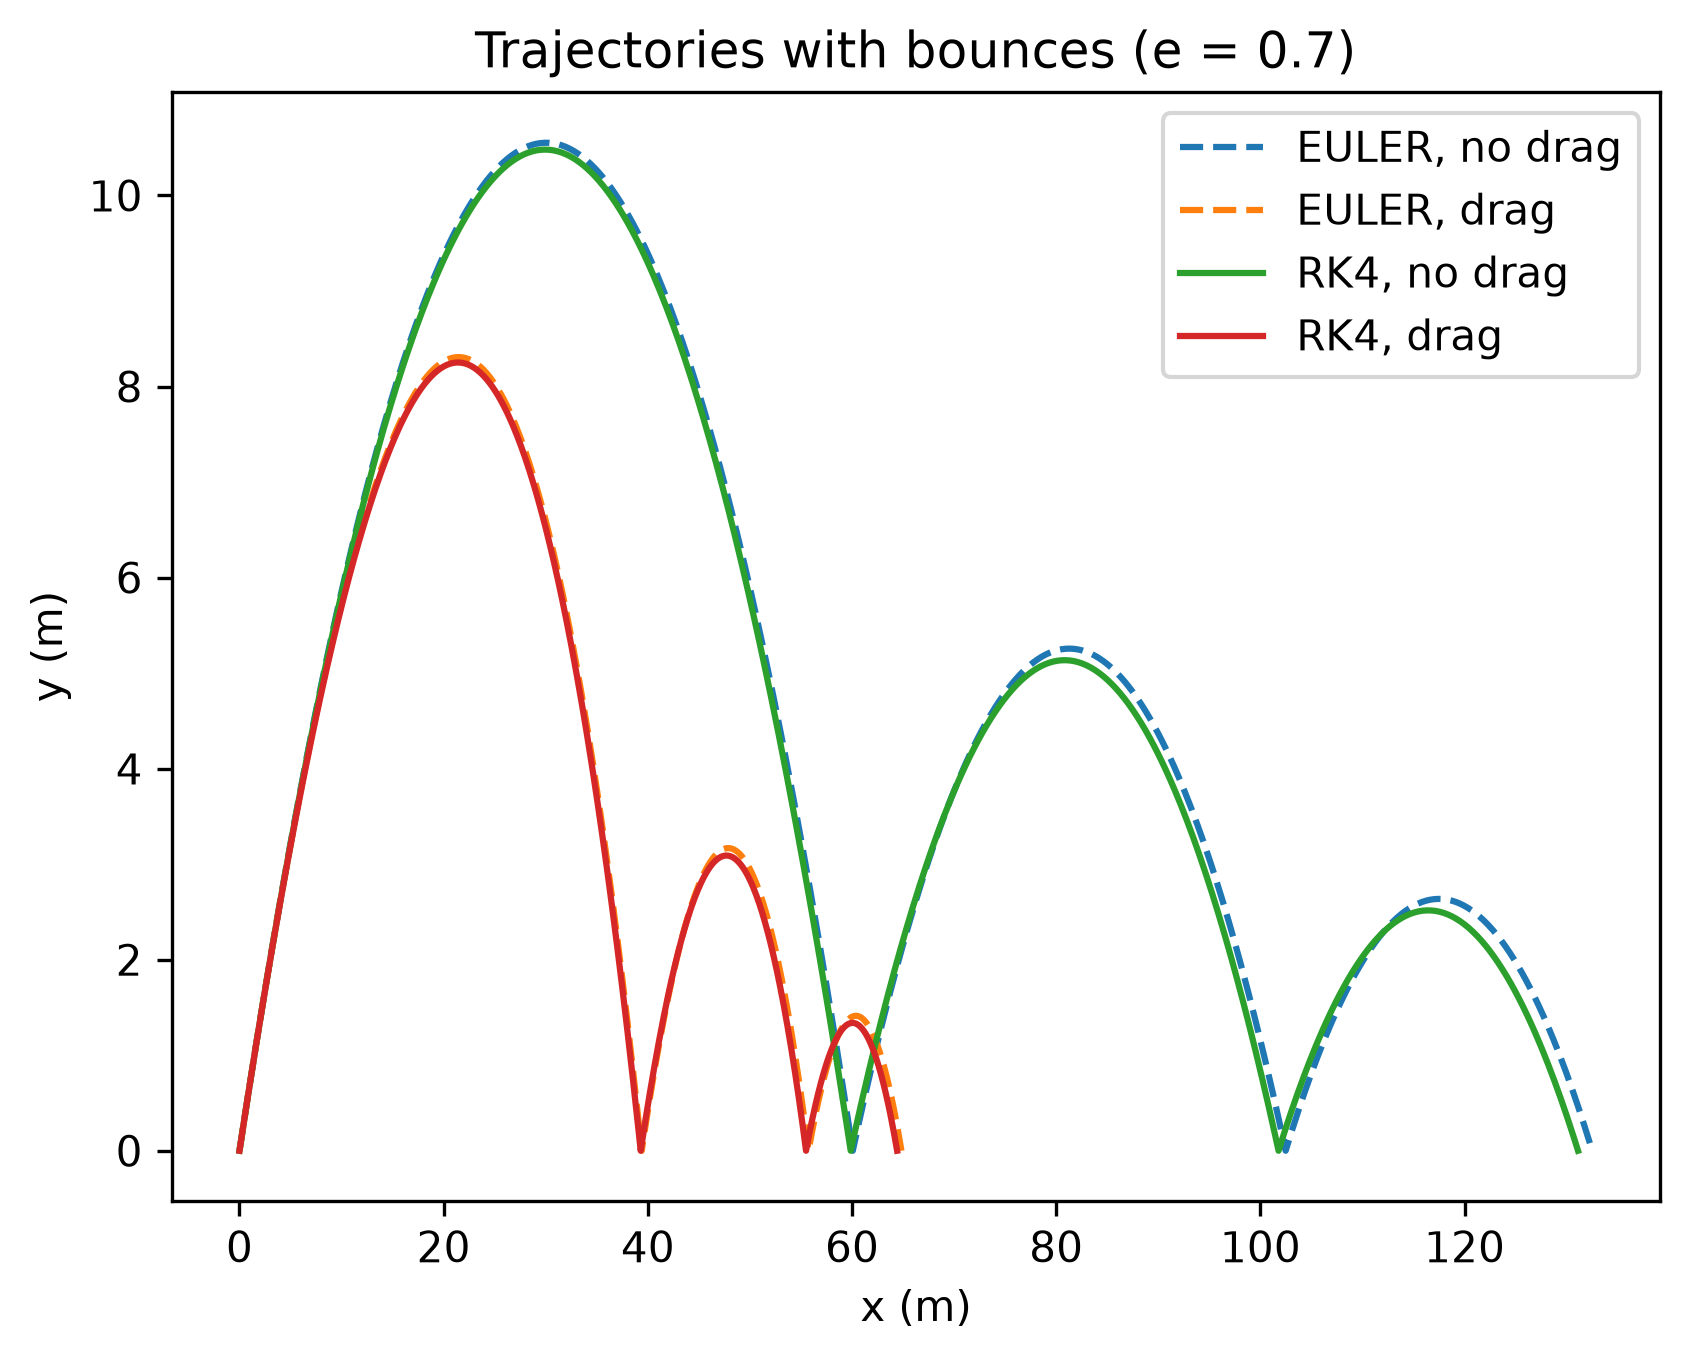 Trajectories with bounces (e = 0.7)
EULER, no drag
EULER, drag
RK4, no drag
RK4, drag
10
8
6
4
2
0
y (m)
0 20 40 60 80 100 120
x (m)